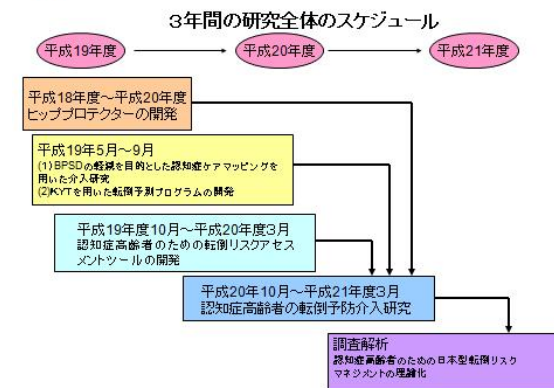 ３年間の研究全体のスケジュール
平成19年度
平成20年度
平成21年度
平成18年度～平成20年度
ヒッププロテクターの開発
平成19年5月～9月
(1)BPSDの軽減を目的とした認知症ケアマッピングを
用いた介入研究
(2)KYTを用いた転倒予測プログラムの開発
平成19年度10月～平成20年度3月
認知症高齢者のための転倒リスクアセス
メントツールの開発
平成20年10月～平成21年度3月
認知症高齢者の転倒予防介入研究
調査解析
認知症高齢者のための日本型転倒リスク
マネジメントの理論化